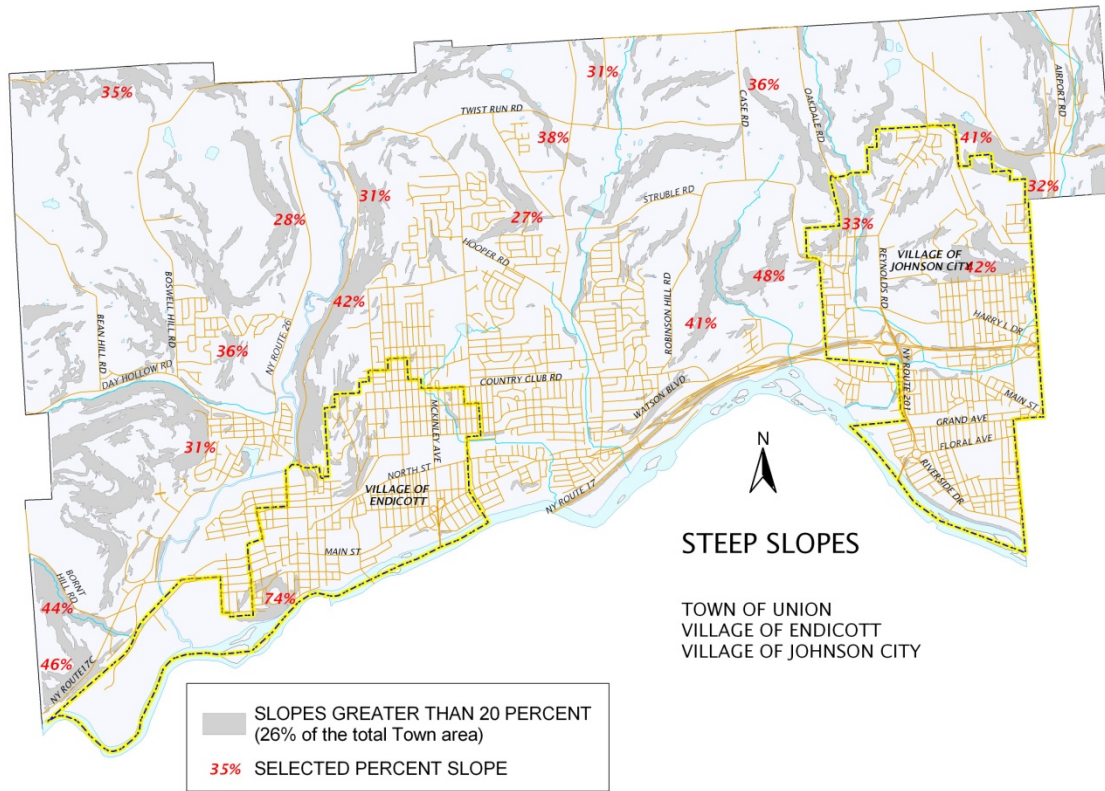 31%
35%
36%
AIRPORT RD
TWIST RUN RD
CASE RD
OAKDALE RD
38%
41%
31%
STRUBLE RD
32%
28%
27%
33%
HOOPER RD
VILLAGE OF
JOHNSON CITY
42%
REYNOLDS RD
48%
BOSWELL HILL RD
42%
ROBINSON HILL RD
41%
HARRY L DR
BEAN HILL RD
NY ROUTE 26
36%
DAY HOLLOW RD
COUNTRY CLUB RD
WATSON BLVD
NY ROUTE 201
MCKINLEY AVE
MAIN ST
GRAND AVE
31%
FLORAL AVE
NORTH ST
VILLAGE OF
ENDICOTT
NY ROUTE 17
RIVERSIDE DR
N
MAIN ST
STEEP SLOPES
BORNT
HILL RD
74%
44%
TOWN OF UNION
VILLAGE OF ENDICOTT
VILLAGE OF JOHNSON CITY
46%
NY ROUTE17C
SLOPES GREATER THAN 20 PERCENT
(26% of the total Town area)
35% SELECTED PERCENT SLOPE